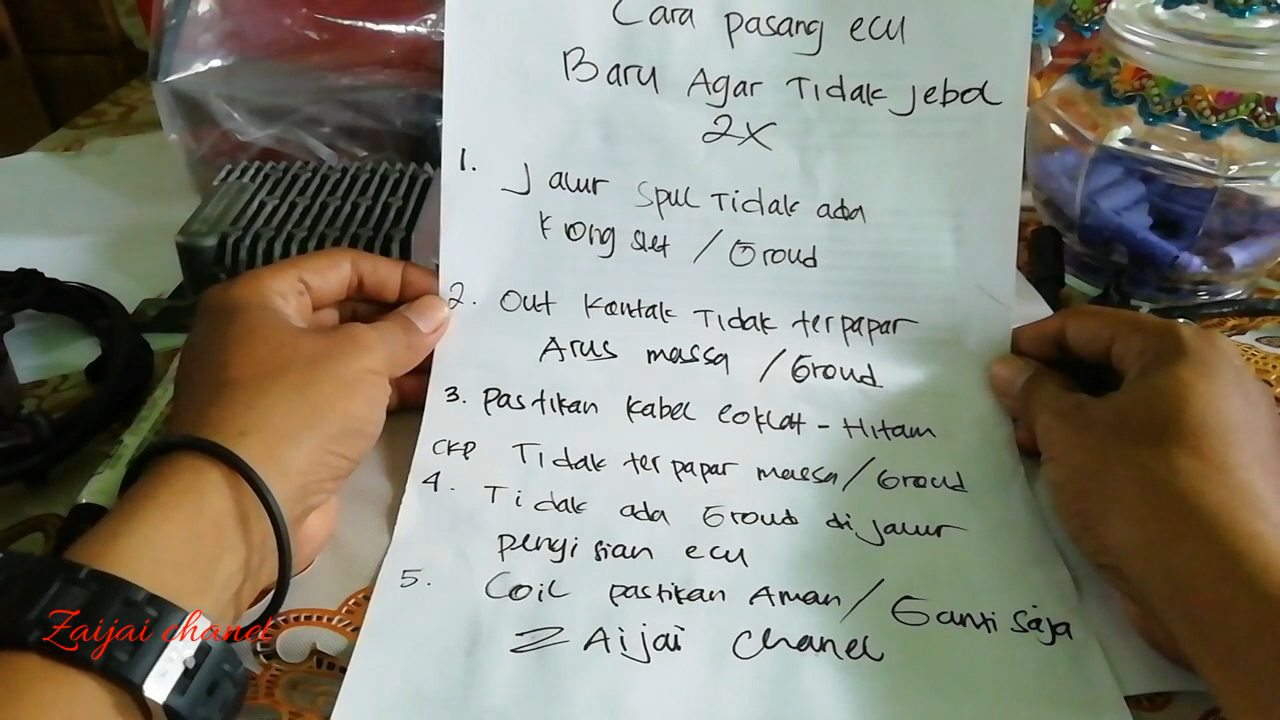 Cara pasang ecu
Baru Agar Tidak jebol
2X
1. Jalur Spul Tidak ada
Kongslet / Groud
2. Out Kontak Tidak terpapar
Arus massa / Groud
3. Pastikan Kabel Coklat - Hitam
CKP Tidak terpapar massa / Groud
4. Tidak ada Groud di jalur
pengisian ecu
5. Coil pastikan Aman / Ganti saja
ZAijai Chanel
Zaijai chanel